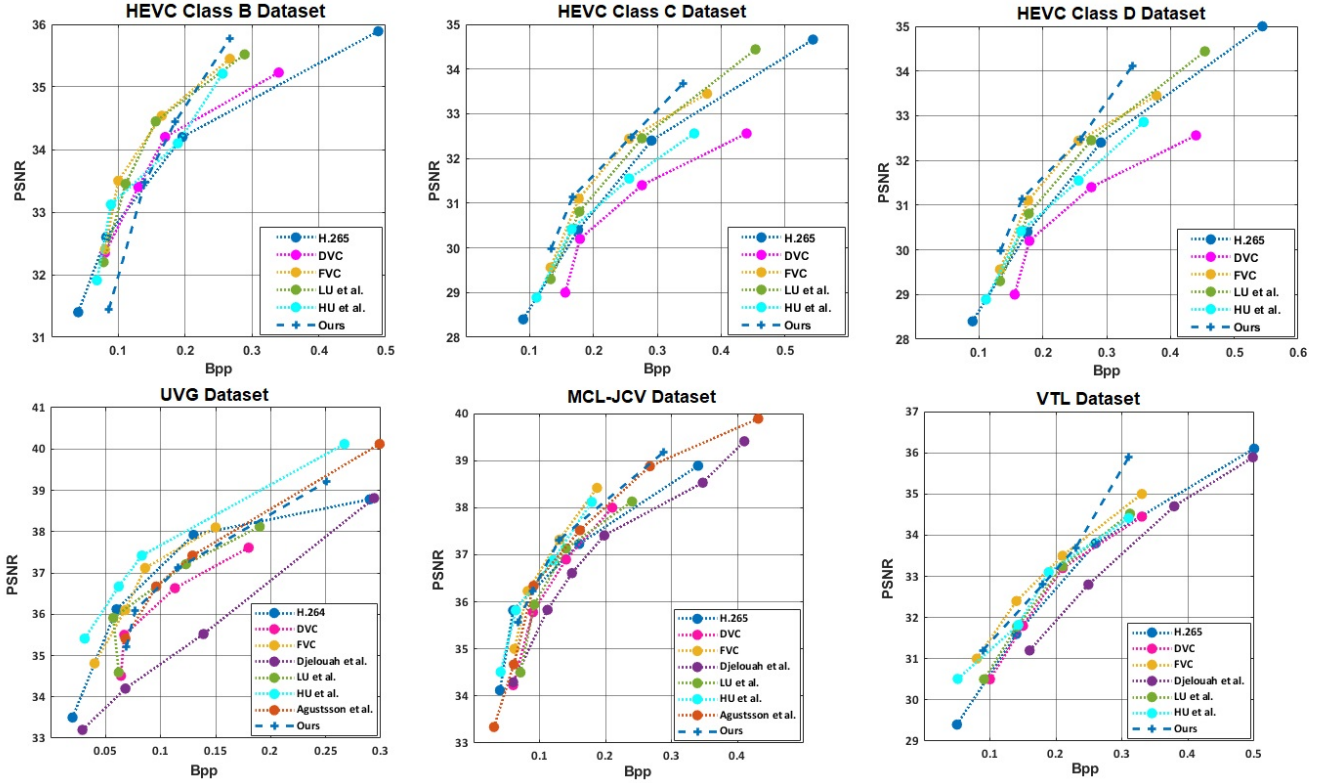 HEVC Class B Dataset
PSNR
36
35
34
33
32
31
0.1
0.2
0.3
0.4
0.5
Bpp
H.265
DVC
FVC
LU et al.
HU et al.
Ours
HEVC Class C Dataset
PSNR
35
34
33
32
31
30
29
28
0.1
0.2
0.3
0.4
0.5
Bpp
H.265
DVC
FVC
LU et al.
HU et al.
Ours
HEVC Class D Dataset
PSNR
35
34
33
32
31
30
29
28
0.1
0.2
0.3
0.4
0.5
0.6
Bpp
H.265
DVC
FVC
LU et al.
HU et al.
Ours
UVG Dataset
PSNR
41
40
39
38
37
36
35
34
33
0.05
0.1
0.15
0.2
0.25
0.3
Bpp
H.264
DVC
FVC
Djelouah et al.
LU et al.
HU et al.
Agustsson et al.
Ours
MCL-JCV Dataset
PSNR
40
39
38
37
36
35
34
33
0.1
0.2
0.3
0.4
Bpp
H.265
DVC
FVC
Djelouah et al.
LU et al.
HU et al.
Agustsson et al.
Ours
VTL Dataset
PSNR
37
36
35
34
33
32
31
30
29
0.1
0.2
0.3
0.4
0.5
Bpp
H.265
DVC
FVC
Djelouah et al.
LU et al.
HU et al.
Ours